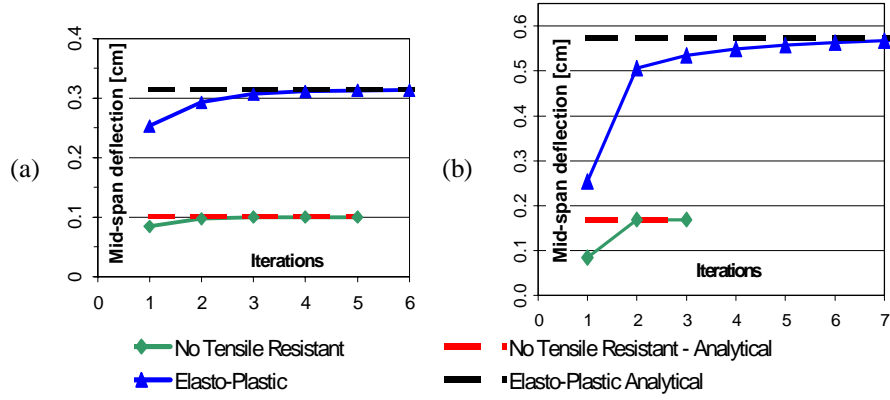 (a)
Mid-span deflection [cm]
0.4
0.3
0.2
0.1
0
Iterations
0 1 2 3 4 5 6
(b)
Mid-span deflection [cm]
0.6
0.5
0.4
0.3
0.2
0.1
0.0
Iterations
0 1 2 3 4 5 6 7
No Tensile Resistant
No Tensile Resistant - Analytical
Elasto-Plastic
Elasto-Plastic Analytical